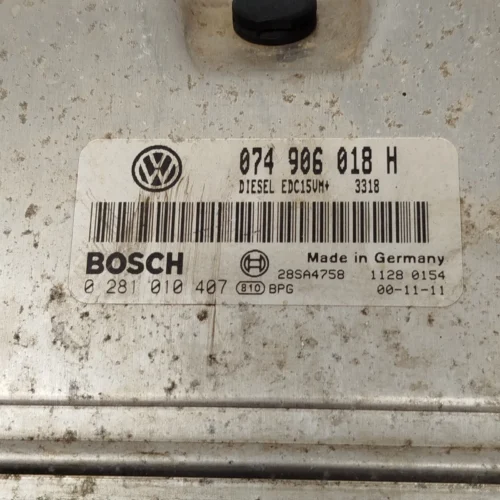 074 906 018 H
DIESEL EDC15VM+ 3318
BOSCH
Made in Germany
28SA4758 1128 0154
0 281 010 407 810 BPG 00-11-11